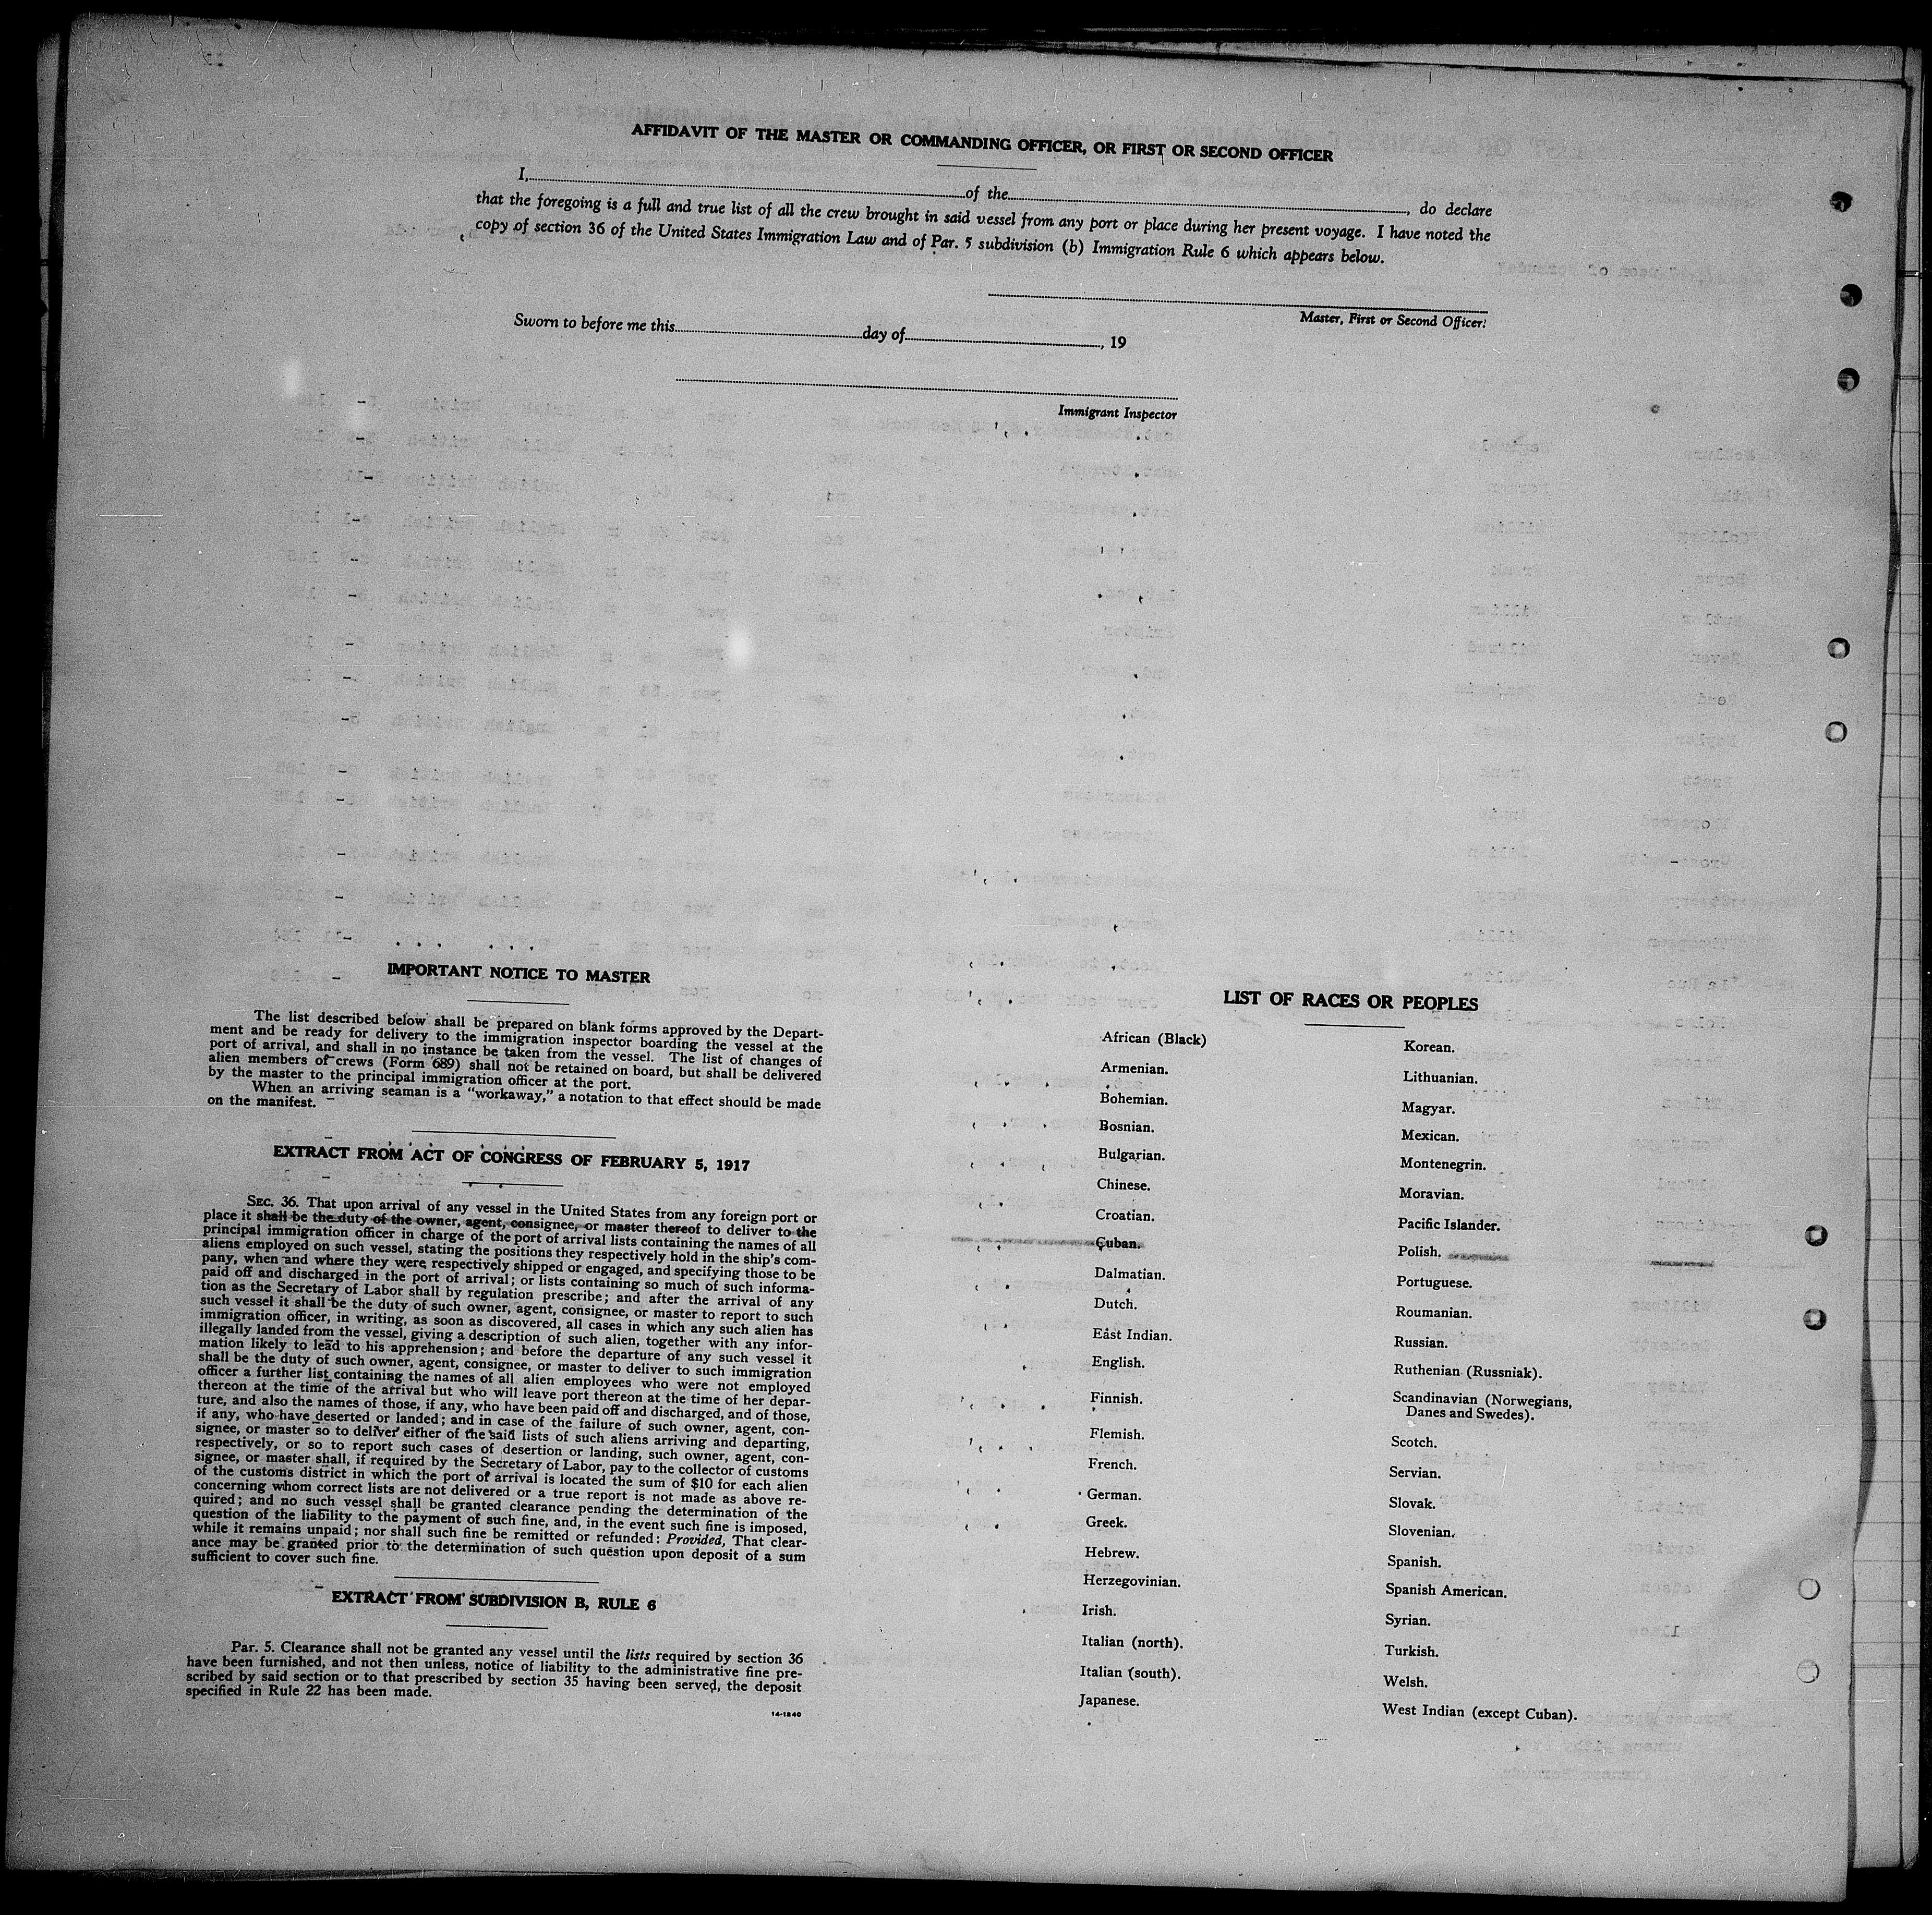 AFFIDAVIT OF THE MASTER OR COMMANDING OFFICER, OR FIRST OR SECOND OFFICER
I, of the , do declare
that the foregoing is a full and true list of all the crew brought in said vessel from any port or place during her present voyage. I have noted the
copy of section 36 of the United States Immigration Law and of Par. 5 subdivision (b) Immigration Rule 6 which appears below.
Master, First or Second Officer.
Sworn to before me this day of , 19
Immigrant Inspector
IMPORTANT NOTICE TO MASTER
The list described below shall be prepared on blank forms approved by the Depart-
ment and be ready for delivery to the immigration inspector boarding the vessel at the
port of arrival, and shall in no instance be taken from the vessel. The list of changes of
alien members of crews (Form 689) shall not be retained on board, but shall be delivered
by the master to the principal immigration officer at the port.
When an arriving seaman is a "workaway," a notation to that effect should be made
on the manifest.
EXTRACT FROM ACT OF CONGRESS OF FEBRUARY 5, 1917
SEC. 36. That upon arrival of any vessel in the United States from any foreign port or
place it shall be the duty of the owner, agent, consignee, or master thereof to deliver to the
principal immigration officer in charge of the port of arrival lists containing the names of all
aliens employed on such vessel, stating the positions they respectively hold in the ship's com-
pany, when and where they were respectively shipped or engaged, and specifying those to be
paid off and discharged in the port of arrival; or lists containing so much of such informa-
tion as the Secretary of Labor shall by regulation prescribe; and after the arrival of any
such vessel it shall be the duty of such owner, agent, consignee, or master to report to such
immigration officer, in writing, as soon as discovered, all cases in which any such alien has
illegally landed from the vessel, giving a description of such alien, together with any infor-
mation likely to lead to his apprehension; and before the departure of any such vessel it
shall be the duty of such owner, agent, consignee, or master to deliver to such immigration
officer a further list containing the names of all alien employees who were not employed
thereon at the time of the arrival but who will leave port thereon at the time of her depar-
ture, and also the names of those, if any, who have been paid off and discharged, and of those,
if any, who have deserted or landed; and in case of the failure of such owner, agent, con-
signee, or master so to deliver either of the said lists of such aliens arriving and departing,
respectively, or so to report such cases of desertion or landing, such owner, agent, con-
signee, or master shall, if required by the Secretary of Labor, pay to the collector of customs
of the customs district in which the port of arrival is located the sum of $10 for each alien
concerning whom correct lists are not delivered or a true report is not made as above re-
quired; and no such vessel shall be granted clearance pending the determination of the
question of the liability to the payment of such fine, and, in the event such fine is imposed,
while it remains unpaid; nor shall such fine be remitted or refunded: Provided, That clear-
ance may be granted prior to the determination of such question upon deposit of a sum
sufficient to cover such fine.
EXTRACT FROM SUBDIVISION B, RULE 6
Par. 5. Clearance shall not be granted any vessel until the lists required by section 36
have been furnished, and not then unless, notice of liability to the administrative fine pre-
scribed by said section or to that prescribed by section 35 having been served, the deposit
specified in Rule 22 has been made.
14-1240
LIST OF RACES OR PEOPLES
African (Black)
Armenian.
Bohemian.
Bosnian.
Bulgarian.
Chinese.
Croatian.
Cuban.
Dalmatian.
Dutch.
East Indian.
English.
Finnish.
Flemish.
French.
German.
Greek.
Hebrew.
Herzegovinian.
Irish.
Italian (north).
Italian (south).
Japanese.
Korean.
Lithuanian.
Magyar.
Mexican.
Montenegrin.
Moravian.
Pacific Islander.
Polish.
Portuguese.
Roumanian.
Russian.
Ruthenian (Russniak).
Scandinavian (Norwegians,
Danes and Swedes).
Scotch.
Servian.
Slovak.
Slovenian.
Spanish.
Spanish American.
Syrian.
Turkish.
Welsh.
West Indian (except Cuban).